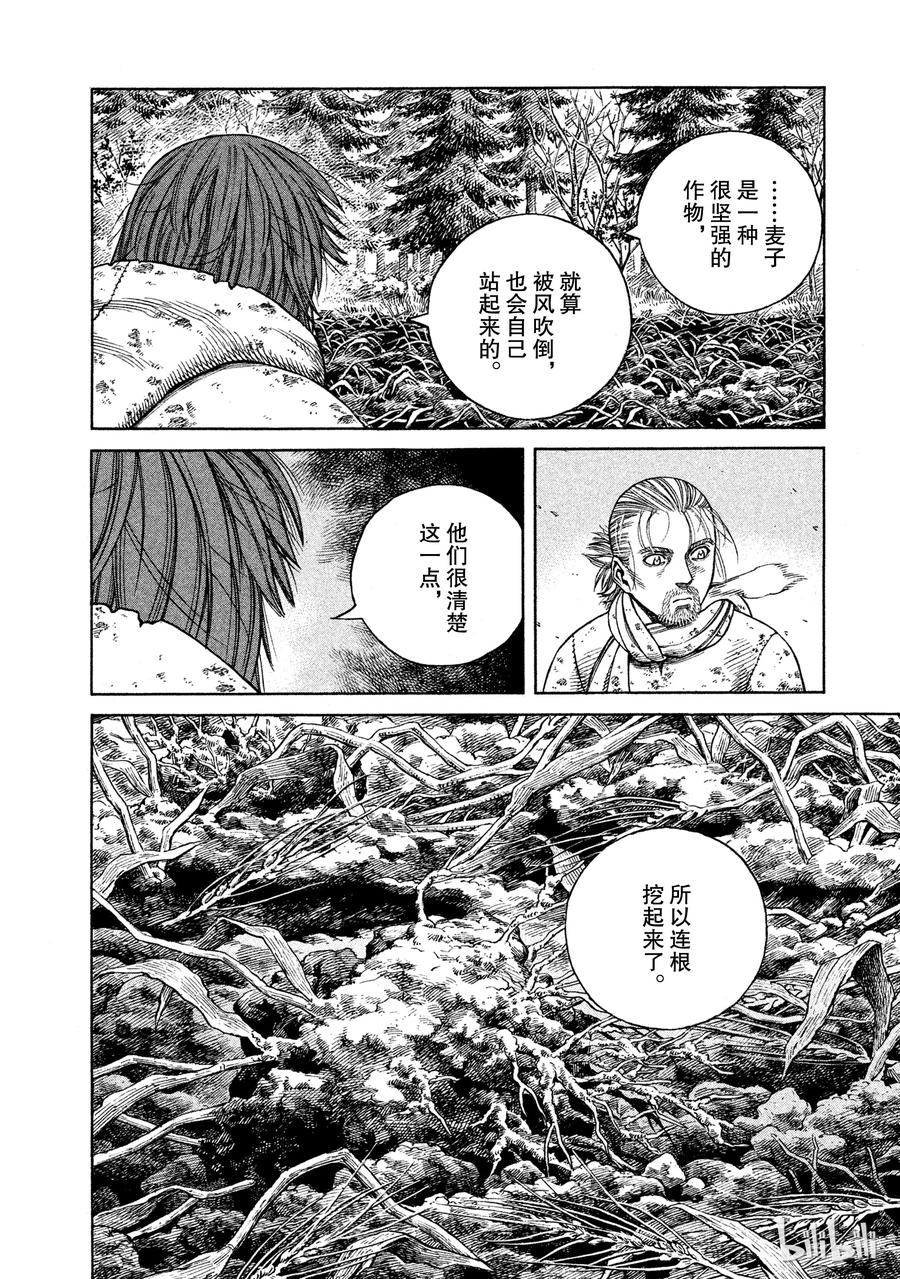 ……麦子
是一种
很坚强的
作物，
就算
被风吹倒，
也会自己
站起来的。
他们很清楚
这一点，
所以连根
挖起来了。
bilibili